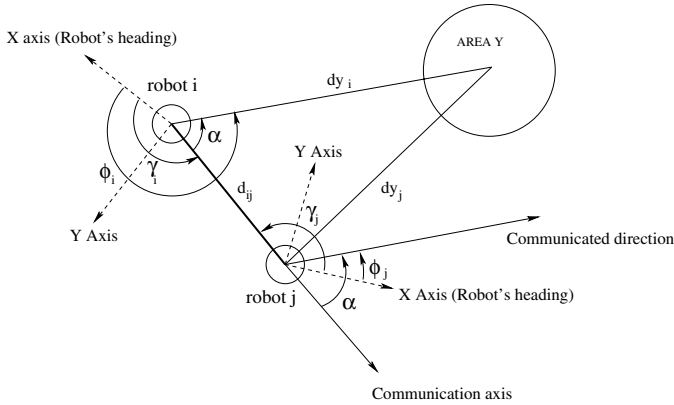 X axis (Robot's heading)
AREA Y
robot i
dy i
α
Y Axis
ϕi
γi
Y Axis
dij
dyj
γj
Communicated direction
ϕj
robot j
α
X Axis (Robot's heading)
Communication axis